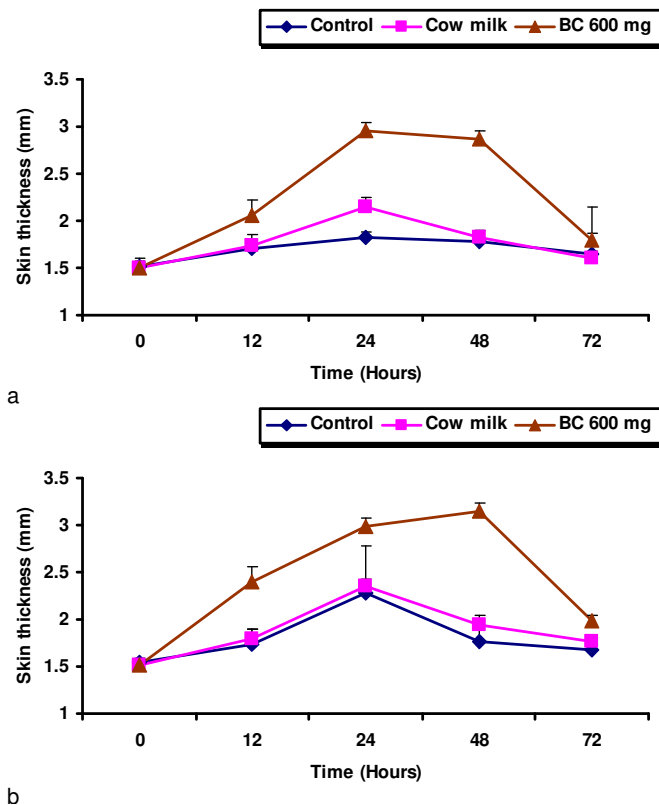 Control Cow milk BC 600 mg
3.5
3
2.5
2
1.5
1
Skin thickness (mm)
0 12 24 48 72
Time (Hours)
a
Control Cow milk BC 600 mg
3.5
3
2.5
2
1.5
1
Skin thickness (mm)
0 12 24 48 72
Time (Hours)
b